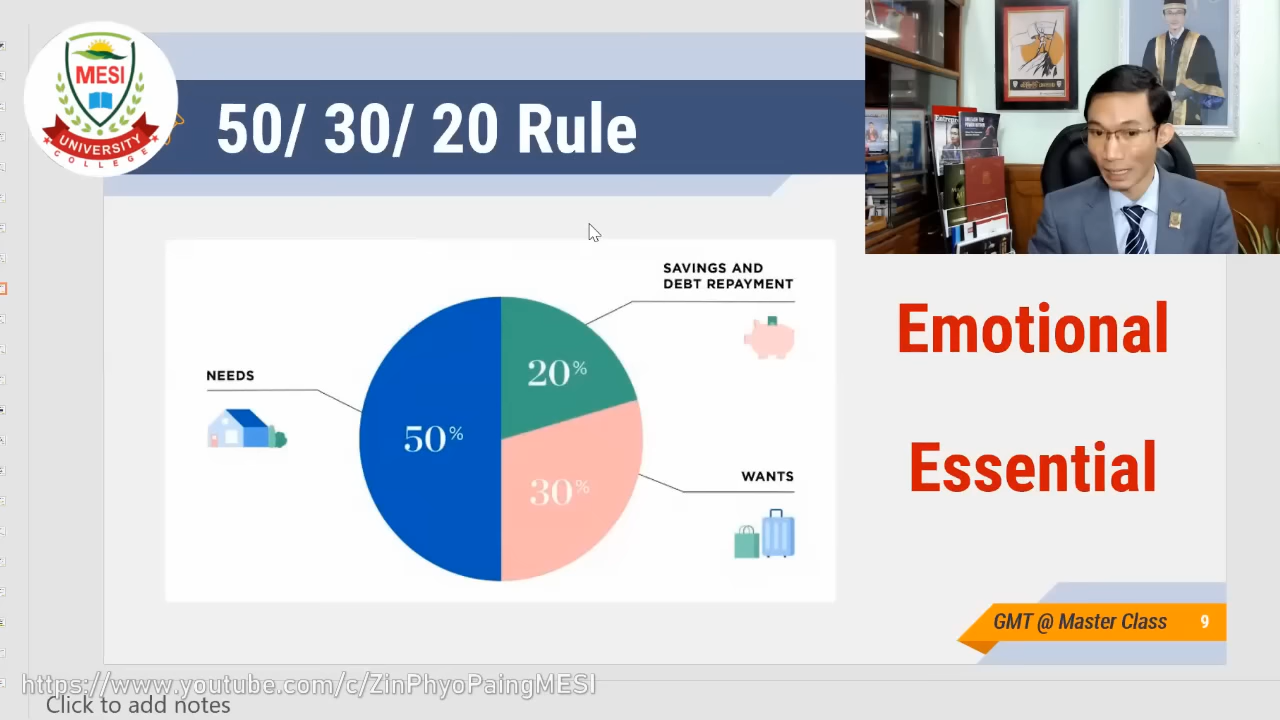 MESI
UNIVERSITY
COLLEGE
50/ 30/ 20 Rule
SAVINGS AND
DEBT REPAYMENT
20%
NEEDS
50%
WANTS
30%
Emotional
Essential
GMT @ Master Class
9
https://www.youtube.com/c/ZinPhyoPaingMESI
Click to add notes